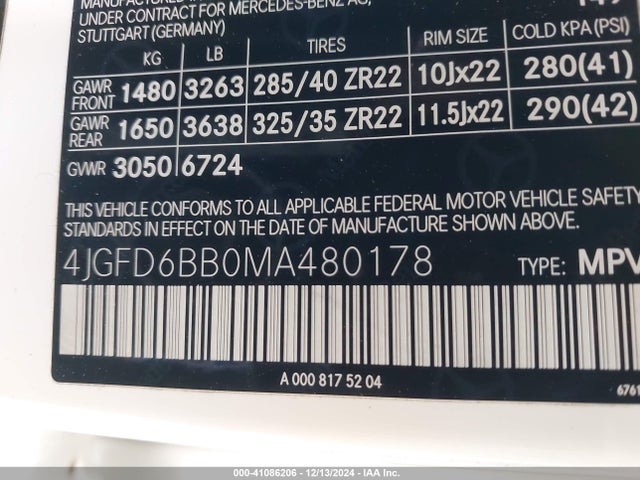 UNDER CONTRACT FOR MERCEDES-BENZ AG,
STUTTGART (GERMANY)
KG LB TIRES RIM SIZE COLD KPA(PSI)
GAWR FRONT 1480 3263 285/40 ZR22 10Jx22 280(41)
GAWR REAR 1650 3638 325/35 ZR22 11.5Jx22 290(42)
GVWR 3050 6724
THIS VEHICLE CONFORMS TO ALL APPLICABLE FEDERAL MOTOR VEHICLE SAFETY
STANDARDS IN EFFECT ON THE DATE OF MANUFACTURE SHOWN ABOVE.
4JGFD6BB0MA480178 TYPE: MPV
A 000 817 52 04
6761
000-41086206 - 12/13/2024 - IAA Inc.